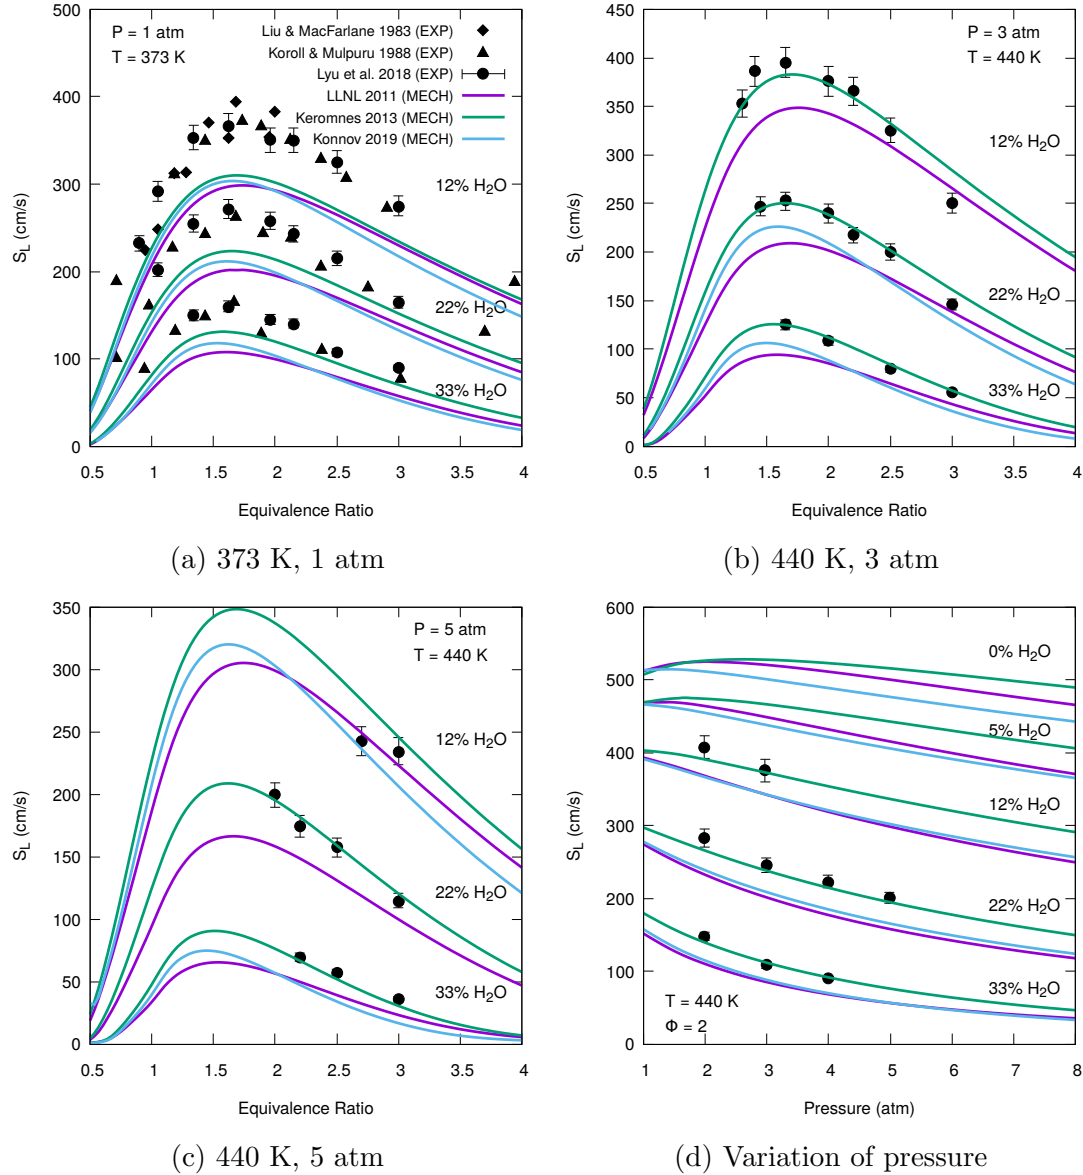 500
400
300
200
100
0
S_L (cm/s)
P = 1 atm
T = 373 K
Liu & MacFarlane 1983 (EXP)
Koroll & Mulpuru 1988 (EXP)
Lyu et al. 2018 (EXP)
LLNL 2011 (MECH)
Keromnes 2013 (MECH)
Konnov 2019 (MECH)
12% H₂O
22% H₂O
33% H₂O
0.5 1 1.5 2 2.5 3 3.5 4
Equivalence Ratio
(a) 373 K, 1 atm
450
400
350
300
250
200
150
100
50
0
S_L (cm/s)
P = 3 atm
T = 440 K
12% H₂O
22% H₂O
33% H₂O
0.5 1 1.5 2 2.5 3 3.5 4
Equivalence Ratio
(b) 440 K, 3 atm
350
300
250
200
150
100
50
0
S_L (cm/s)
P = 5 atm
T = 440 K
12% H₂O
22% H₂O
33% H₂O
0.5 1 1.5 2 2.5 3 3.5 4
Equivalence Ratio
(c) 440 K, 5 atm
600
500
400
300
200
100
0
S_L (cm/s)
0% H₂O
5% H₂O
12% H₂O
22% H₂O
33% H₂O
T = 440 K
Φ = 2
1 2 3 4 5 6 7 8
Pressure (atm)
(d) Variation of pressure